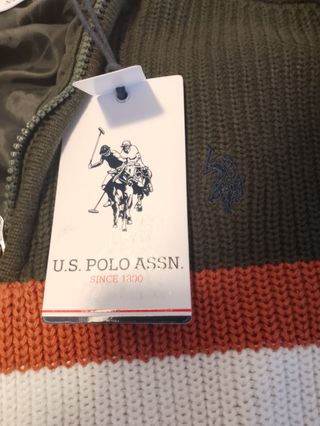 U.S. POLO ASSN.
SINCE 1890